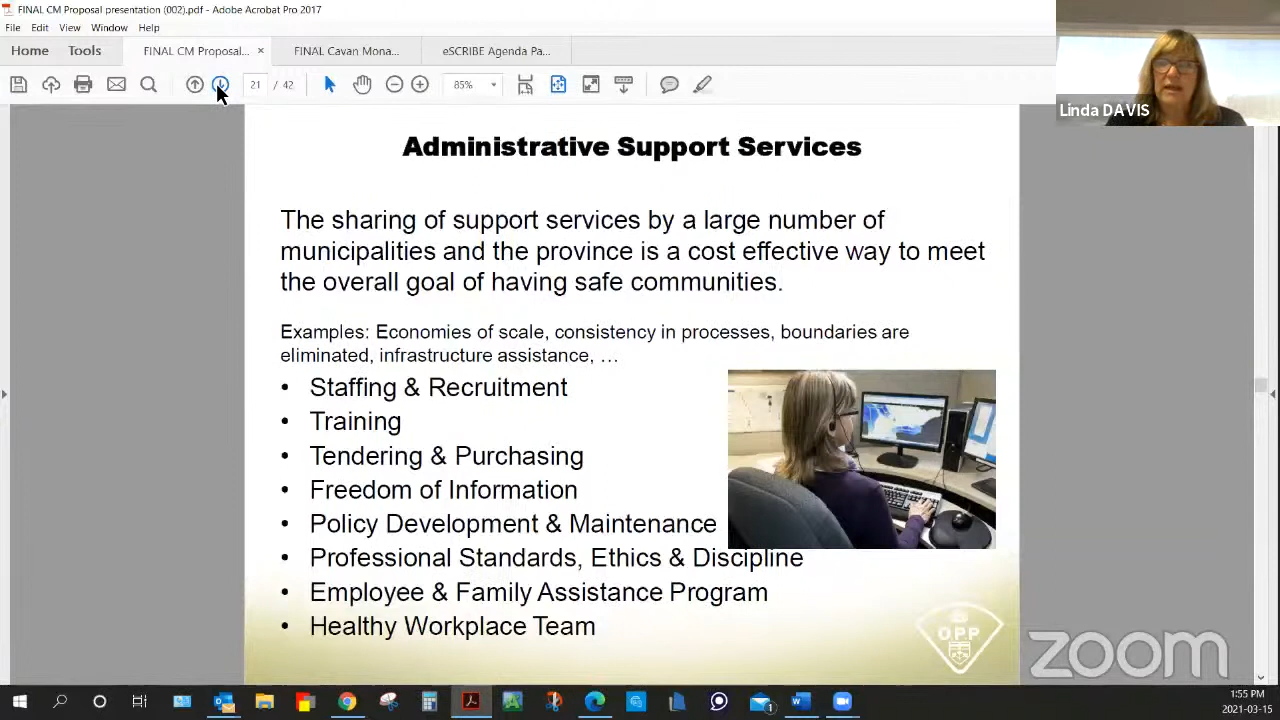 FINAL CM Proposal presentation (002).pdf - Adobe Acrobat Pro 2017
File Edit View Window Help
Home Tools FINAL CM Proposal... × FINAL Cavan Mona... eSCRIBE Agenda Pa...
21 / 42 85%
Linda DAVIS
Administrative Support Services
The sharing of support services by a large number of
municipalities and the province is a cost effective way to meet
the overall goal of having safe communities.
Examples: Economies of scale, consistency in processes, boundaries are
eliminated, infrastructure assistance, …
• Staffing & Recruitment
• Training
• Tendering & Purchasing
• Freedom of Information
• Policy Development & Maintenance
• Professional Standards, Ethics & Discipline
• Employee & Family Assistance Program
• Healthy Workplace Team
O.P.P
zoom
1:55 PM
2021-03-15